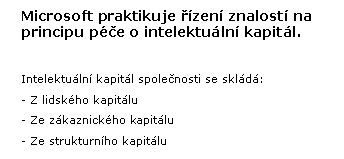 Microsoft praktikuje řízení znalostí na
principu péče o intelektuální kapitál.
Intelektuální kapitál společnosti se skládá:
- Z lidského kapitálu
- Ze zákaznického kapitálu
- Ze strukturního kapitálu